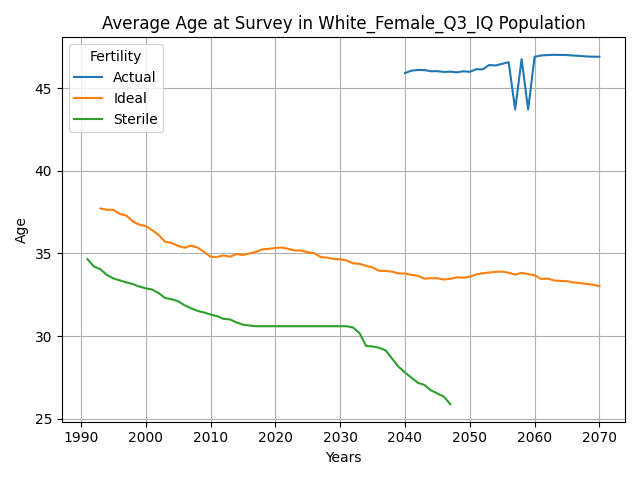 Average Age at Survey in White_Female_Q3_IQ Population
Fertility
Actual
Ideal
Sterile
45
40
35
30
25
Age
1990 2000 2010 2020 2030 2040 2050 2060 2070
Years